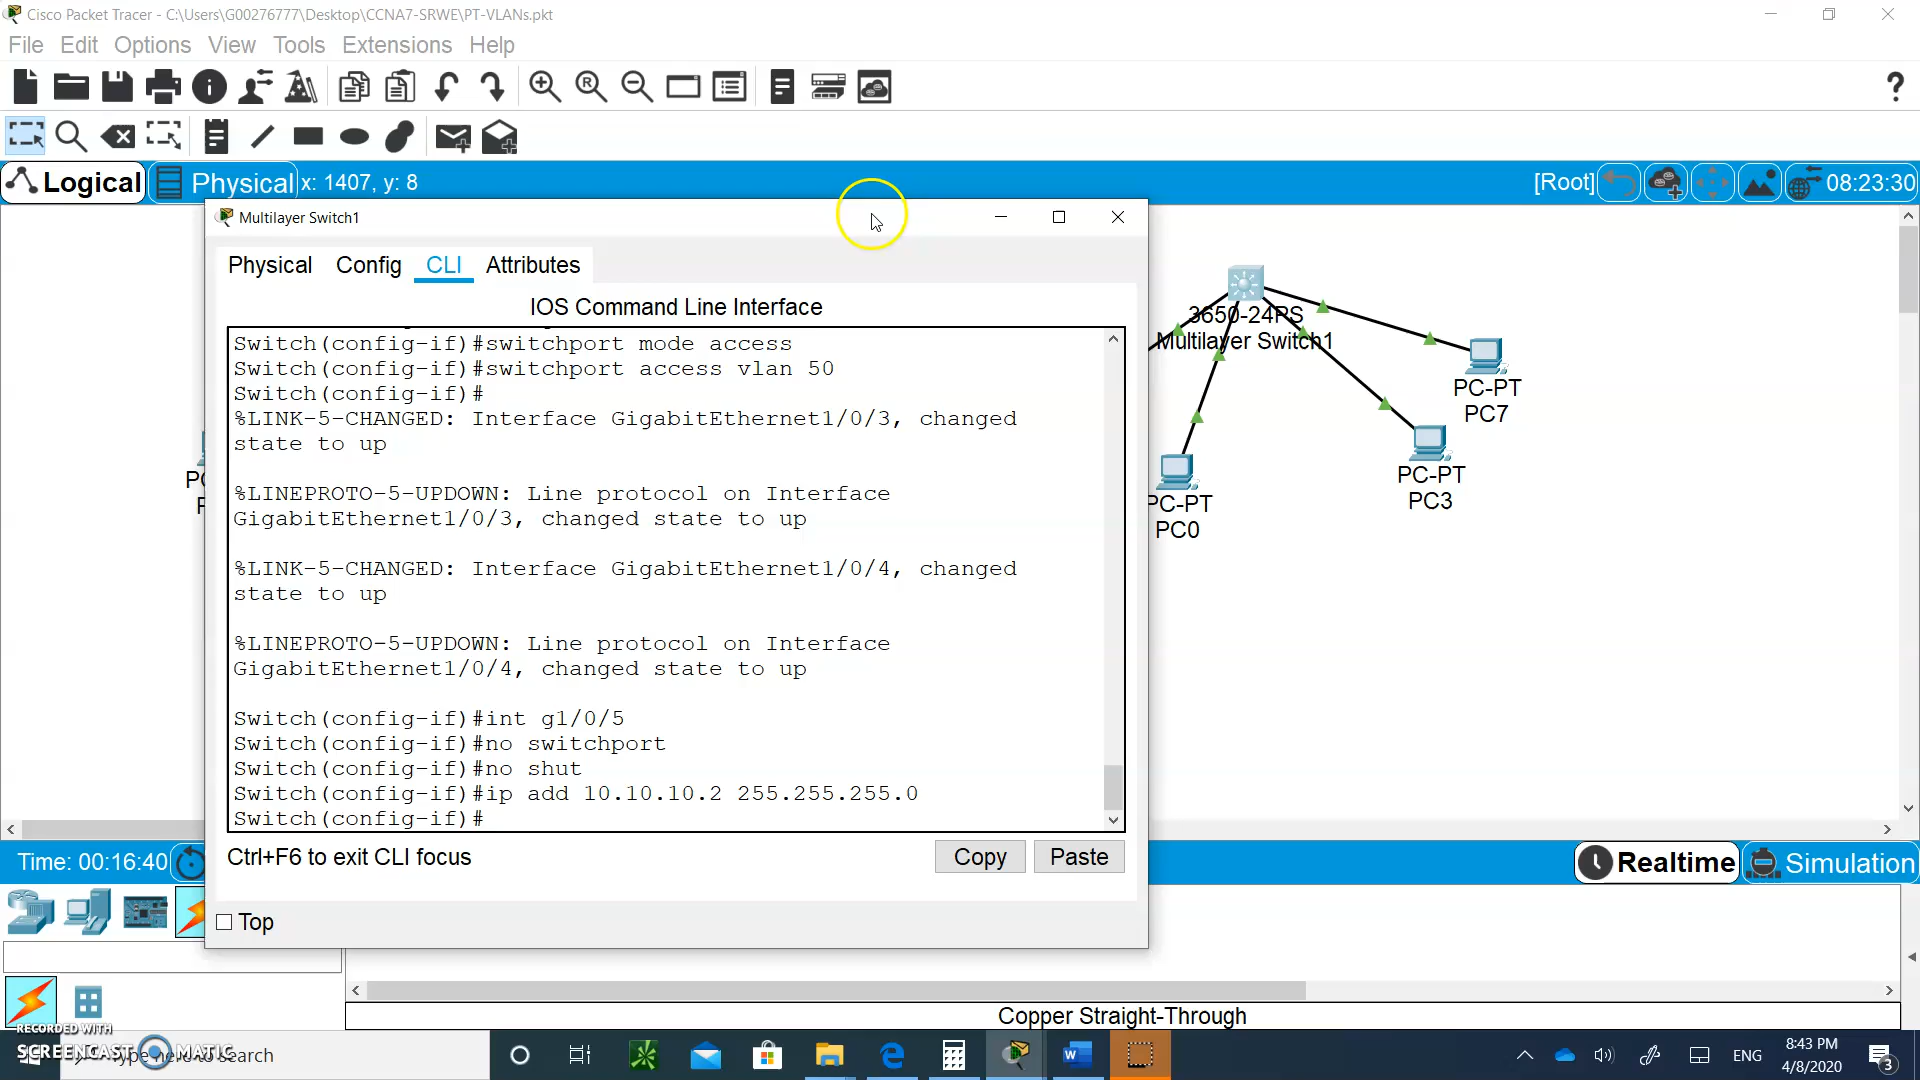 Cisco Packet Tracer - C:\Users\G00276777\Desktop\CCNA7-SRWE\PT-VLANs.pkt
File Edit Options View Tools Extensions Help
Logical Physical x: 1407, y: 8 [Root] 08:23:30
Multilayer Switch1
Physical Config CLI Attributes
IOS Command Line Interface
Switch(config-if)#switchport mode access
Switch(config-if)#switchport access vlan 50
Switch(config-if)#
%LINK-5-CHANGED: Interface GigabitEthernet1/0/3, changed
state to up
%LINEPROTO-5-UPDOWN: Line protocol on Interface
GigabitEthernet1/0/3, changed state to up
%LINK-5-CHANGED: Interface GigabitEthernet1/0/4, changed
state to up
%LINEPROTO-5-UPDOWN: Line protocol on Interface
GigabitEthernet1/0/4, changed state to up
Switch(config-if)#int g1/0/5
Switch(config-if)#no switchport
Switch(config-if)#no shut
Switch(config-if)#ip add 10.10.10.2 255.255.255.0
Switch(config-if)#
Ctrl+F6 to exit CLI focus Copy Paste
Top
3650-24PS
Multilayer Switch1
PC-PT
PC7
PC-PT
PC3
PC-PT
PC0
Time: 00:16:40 Realtime Simulation
Copper Straight-Through
RECORDED WITH
SCREENCAST MATIC
Type here to search
ENG
8:43 PM
4/8/2020
3